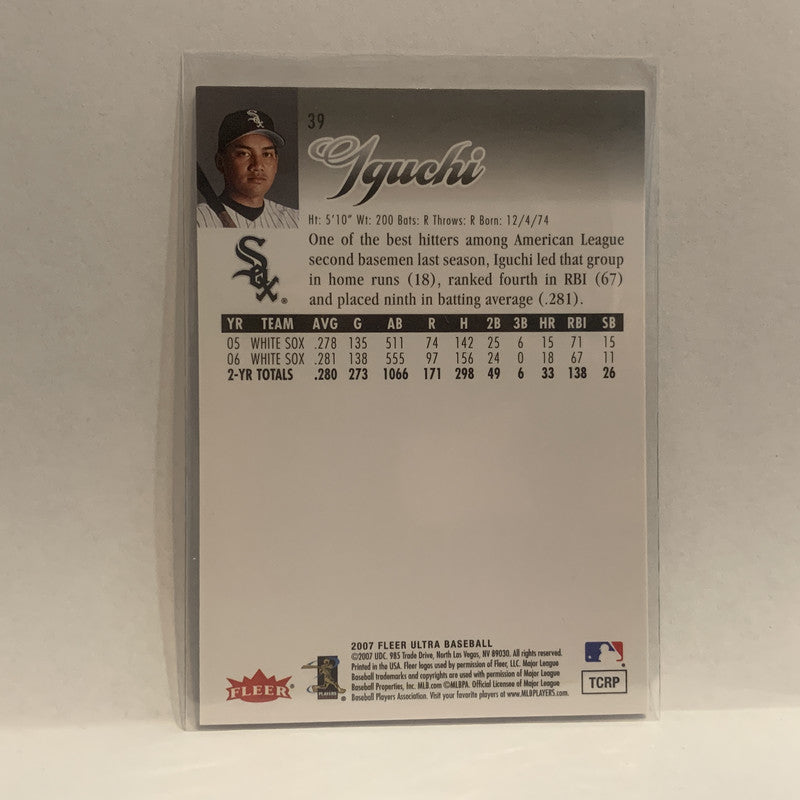 39
Iguchi
Ht: 5'10" Wt: 200 Bats: R Throws: R Born: 12/4/74
Sox
Sox
One of the best hitters among American League
second basemen last season, Iguchi led that group
in home runs (18), ranked fourth in RBI (67)
and placed ninth in batting average (.281).
YR TEAM AVG G AB R H 2B 3B HR RBI SB
05 WHITE SOX .278 135 511 74 142 25 6 15 71 15
06 WHITE SOX .281 138 555 97 156 24 0 18 67 11
2-YR TOTALS .280 273 1066 171 298 49 6 33 138 26
2007 FLEER ULTRA BASEBALL
©2007 UDC. 985 Trade Drive, North Las Vegas, NV 89030. All rights reserved.
Printed in the USA. Fleer logos used by permission of Fleer, LLC. Major League
Baseball trademarks and copyrights are used with permission of Major League
Baseball Properties, Inc. MLB.com ©MLBPA. Official Licensee of Major League
Baseball Players Association. Visit your favorite players at www.MLBPLAYERS.com.
FLEER
PLAYERS
TCRP